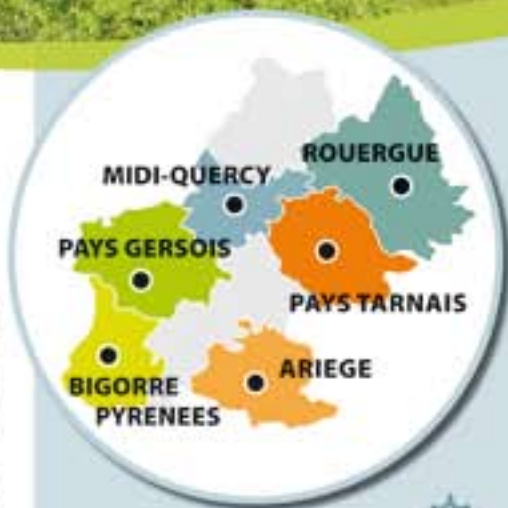 ROUERGUE
MIDI-QUERCY
PAYS GERSOIS
PAYS TARNAIS
ARIEGE
BIGORRE
PYRENEES